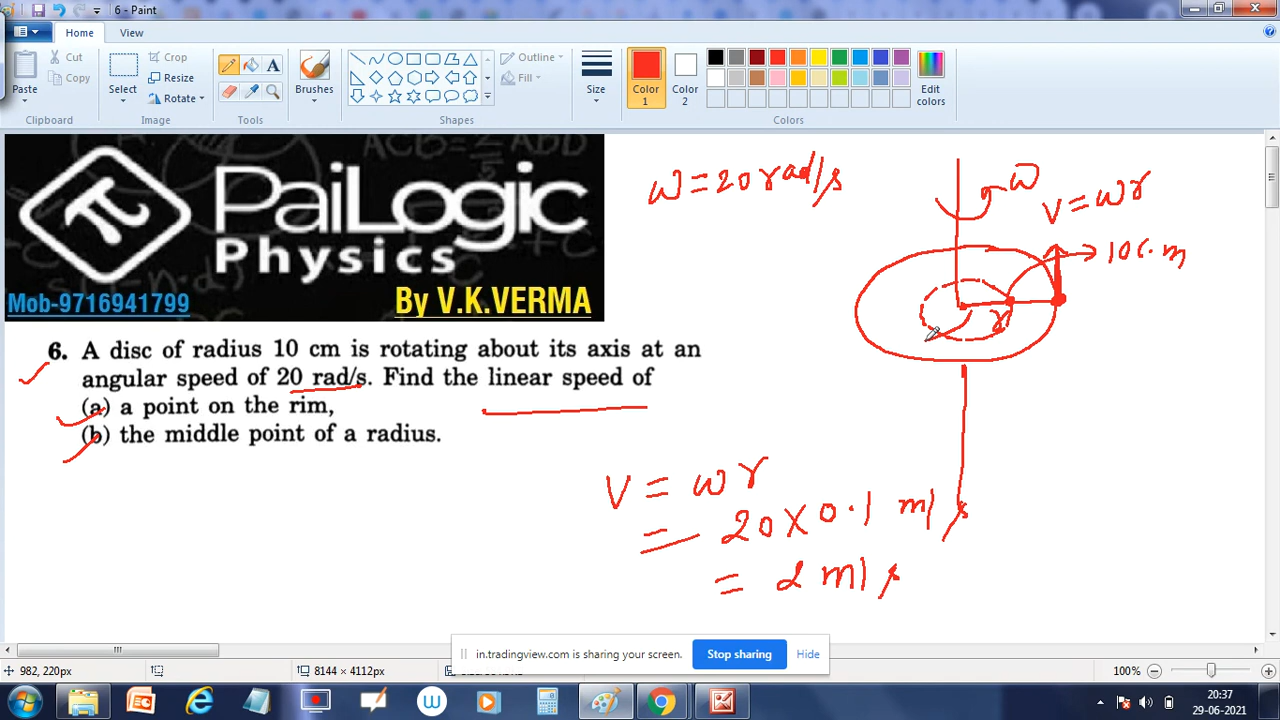 6 - Paint
Home View
Paste
Cut
Copy
Clipboard
Select
Crop
Resize
Rotate
Image
A
Tools
Brushes
Shapes
Outline
Fill
Size
Color 1
Color 2
Edit colors
Colors
π PaiLogic
Physics
Mob-9716941799 By V.K.VERMA
6. A disc of radius 10 cm is rotating about its axis at an
angular speed of 20 rad/s. Find the linear speed of
(a) a point on the rim,
(b) the middle point of a radius.
ω = 20 rad/s
ω
V = ωr
10 c.m
r
V = ωr
= 20 X 0.1 m/s
= 2 m/s
in.tradingview.com is sharing your screen. Stop sharing Hide
982, 220px 8144 × 4112px 100%
20:37
29-06-2021